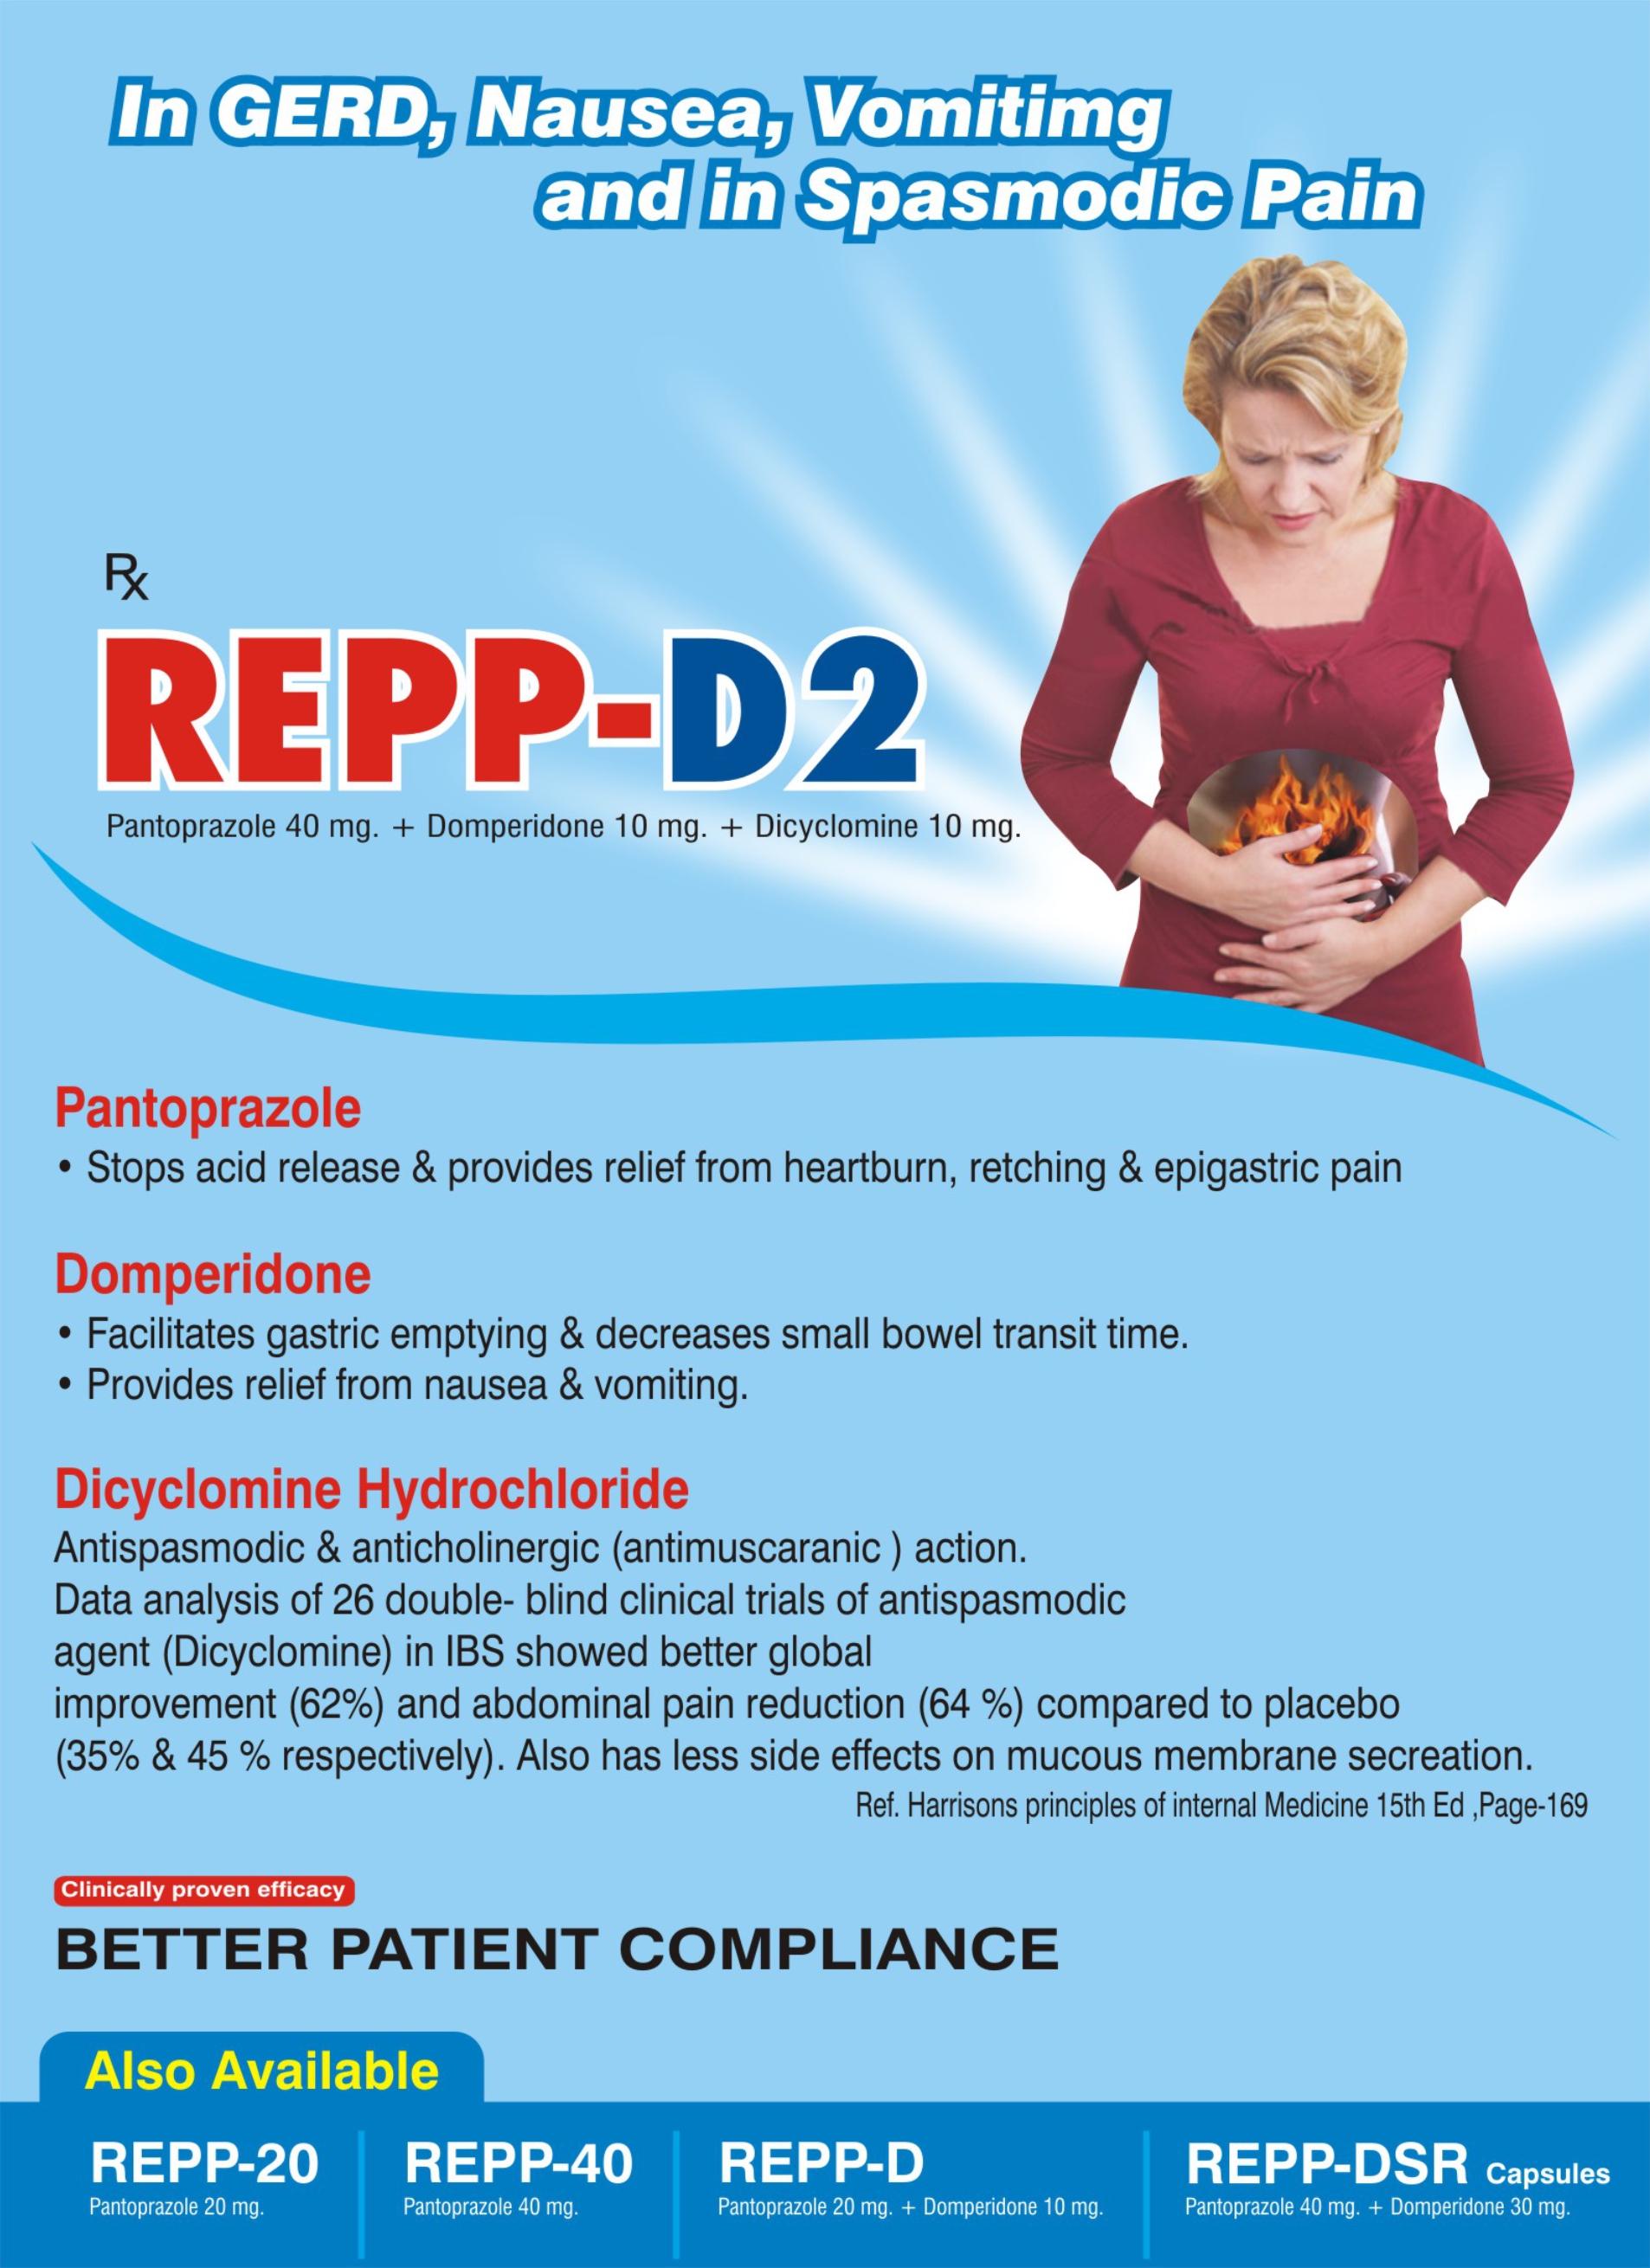 In GERD, Nausea, Vomitimg
and in Spasmodic Pain
Rx
REPP-D2
Pantoprazole 40 mg. + Domperidone 10 mg. + Dicyclomine 10 mg.
Pantoprazole
• Stops acid release & provides relief from heartburn, retching & epigastric pain
Domperidone
• Facilitates gastric emptying & decreases small bowel transit time.
• Provides relief from nausea & vomiting.
Dicyclomine Hydrochloride
Antispasmodic & anticholinergic (antimuscaranic ) action.
Data analysis of 26 double- blind clinical trials of antispasmodic
agent (Dicyclomine) in IBS showed better global
improvement (62%) and abdominal pain reduction (64 %) compared to placebo
(35% & 45 % respectively). Also has less side effects on mucous membrane secreation.
Ref. Harrisons principles of internal Medicine 15th Ed ,Page-169
Clinically proven efficacy
BETTER PATIENT COMPLIANCE
Also Available
REPP-20
Pantoprazole 20 mg.
REPP-40
Pantoprazole 40 mg.
REPP-D
Pantoprazole 20 mg. + Domperidone 10 mg.
REPP-DSR Capsules
Pantoprazole 40 mg. + Domperidone 30 mg.